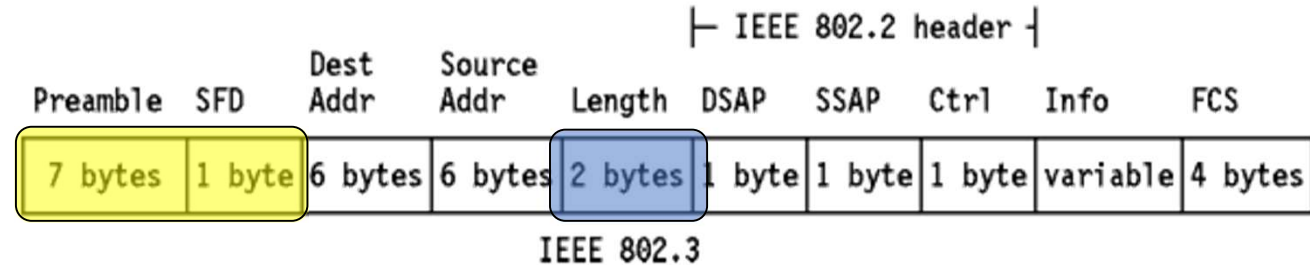 IEEE 802.2 header
Dest Source
Preamble SFD Addr Addr Length DSAP SSAP Ctrl Info FCS
7 bytes 1 byte 6 bytes 6 bytes 2 bytes 1 byte 1 byte 1 byte variable 4 bytes
IEEE 802.3